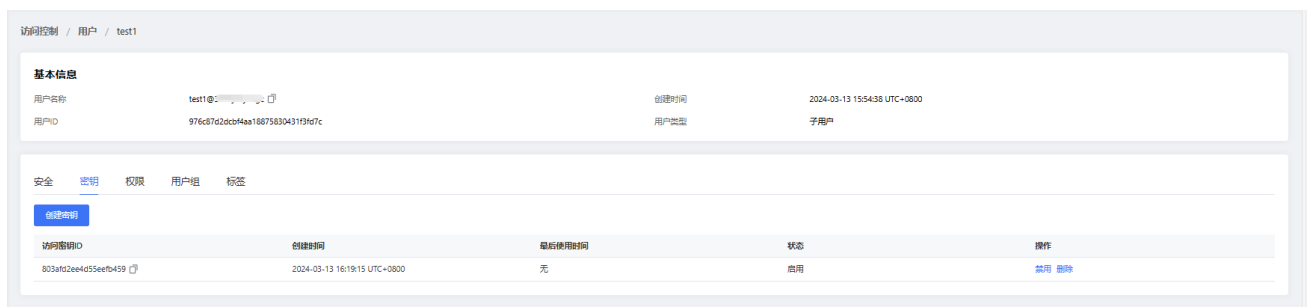 访问控制 / 用户 / test1
基本信息
用户名称 test1@ 创建时间 2024-03-13 15:54:38 UTC+0800
用户ID 976c87d2dcbf4aa18875830431f3fd7c 用户类型 子用户
安全 密钥 权限 用户组 标签
创建密钥
访问密钥ID 创建时间 最后使用时间 状态 操作
803afd2ee4d55eefb459 2024-03-13 16:19:15 UTC+0800 无 启用 禁用 删除